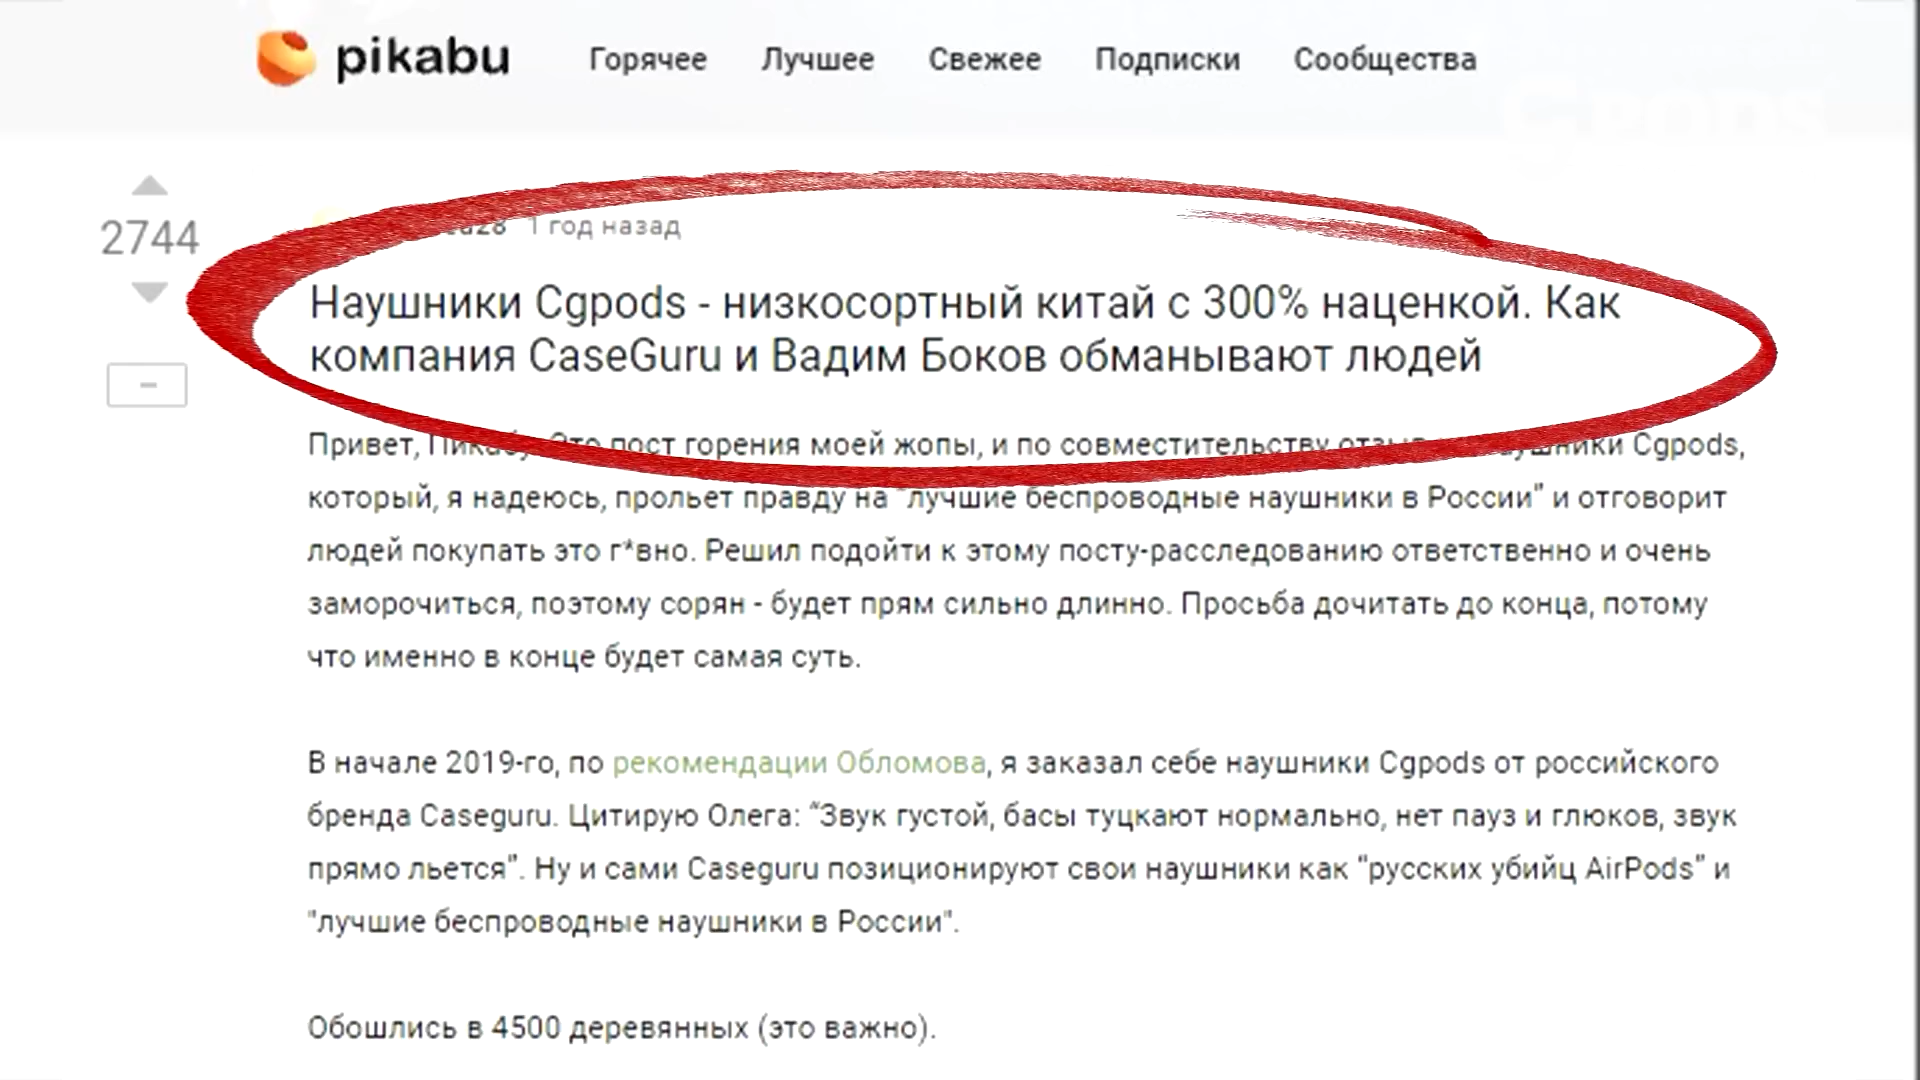 pikabu Горячее Лучшее Свежее Подписки Сообщества
2744
1 год назад
Наушники Cgpods - низкосортный китай с 300% наценкой. Как
компания CaseGuru и Вадим Боков обманывают людей
Привет, Пикабу. Это пост горения моей жопы, и по совместительству отзыв наушники Cgpods,
который, я надеюсь, прольет правду на "лучшие беспроводные наушники в России" и отговорит
людей покупать это г*вно. Решил подойти к этому посту-расследованию ответственно и очень
заморочиться, поэтому сорян - будет прям сильно длинно. Просьба дочитать до конца, потому
что именно в конце будет самая суть.
В начале 2019-го, по рекомендации Обломова, я заказал себе наушники Cgpods от российского
бренда Caseguru. Цитирую Олега: “Звук густой, басы туцкают нормально, нет пауз и глюков, звук
прямо льется”. Ну и сами Caseguru позиционируют свои наушники как “русских убийц AirPods” и
"лучшие беспроводные наушники в России".
Обошлись в 4500 деревянных (это важно).